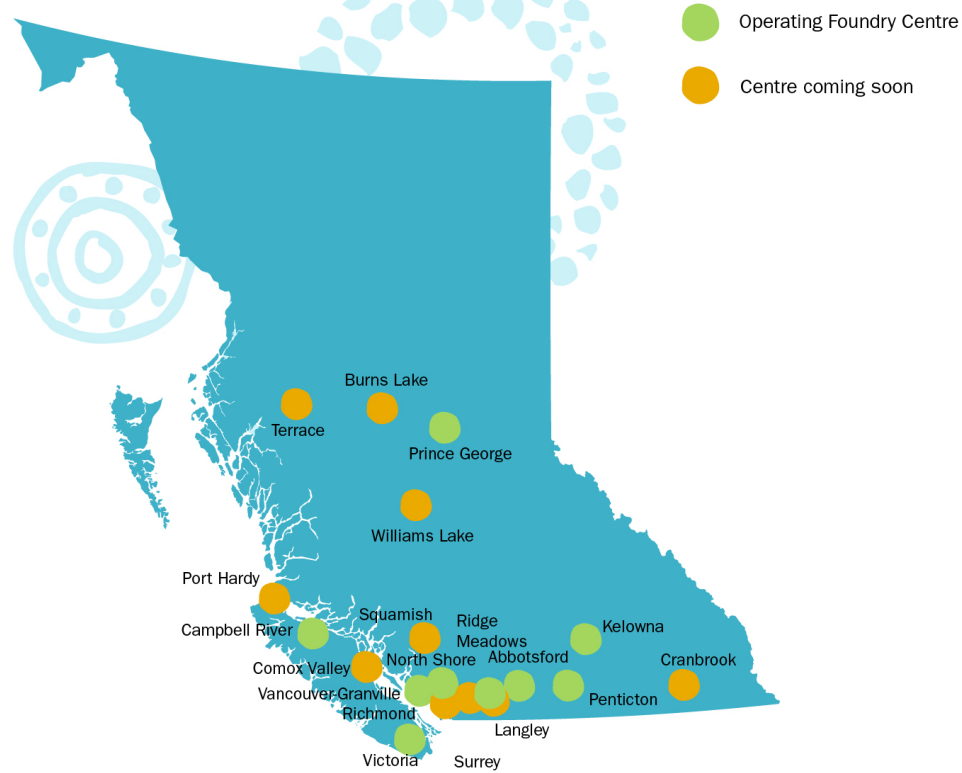 Operating Foundry Centre
Centre coming soon
Burns Lake
Terrace
Prince George
Williams Lake
Port Hardy
Squamish
Ridge
Meadows
Campbell River
Kelowna
North Shore
Abbotsford
Cranbrook
Comox Valley
Vancouver-Granville
Penticton
Richmond
Langley
Victoria
Surrey